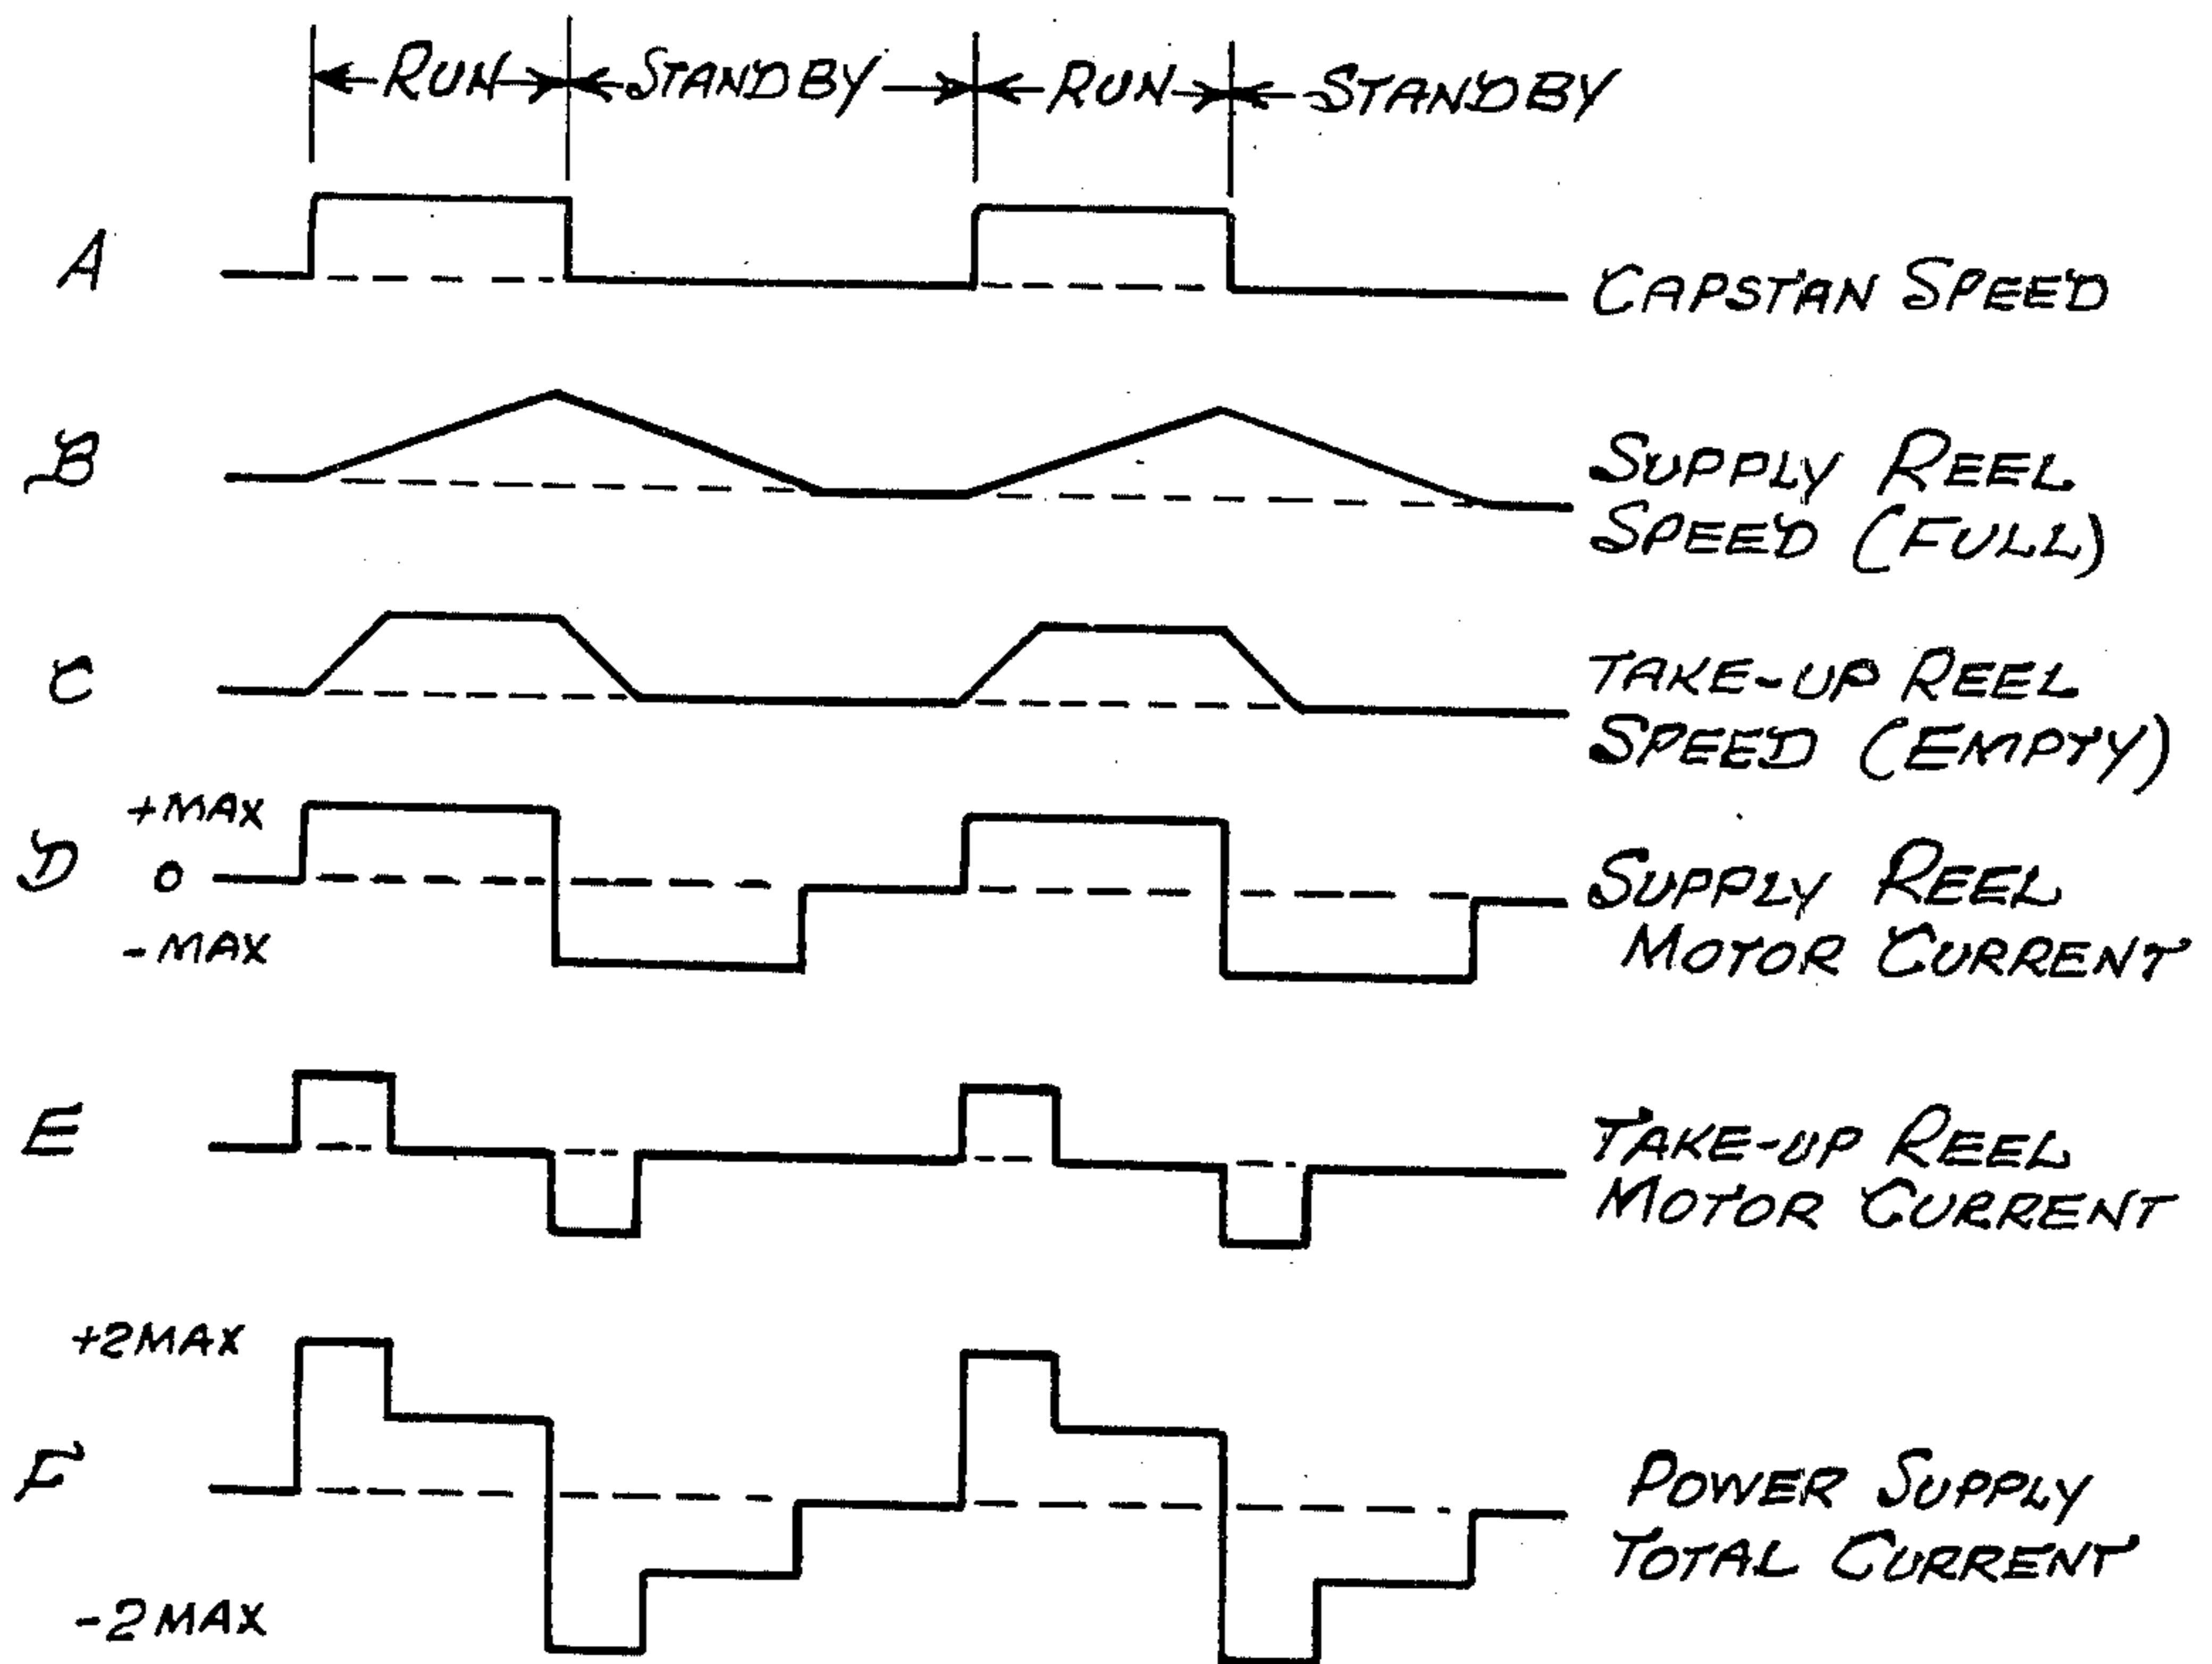 RUN STANDBY RUN STANDBY
A
CAPSTAN SPEED
B
SUPPLY REEL
SPEED (FULL)
C
TAKE-UP REEL
SPEED (EMPTY)
+MAX
D 0
-MAX
SUPPLY REEL
MOTOR CURRENT
E
TAKE-UP REEL
MOTOR CURRENT
+2MAX
F
-2MAX
POWER SUPPLY
TOTAL CURRENT